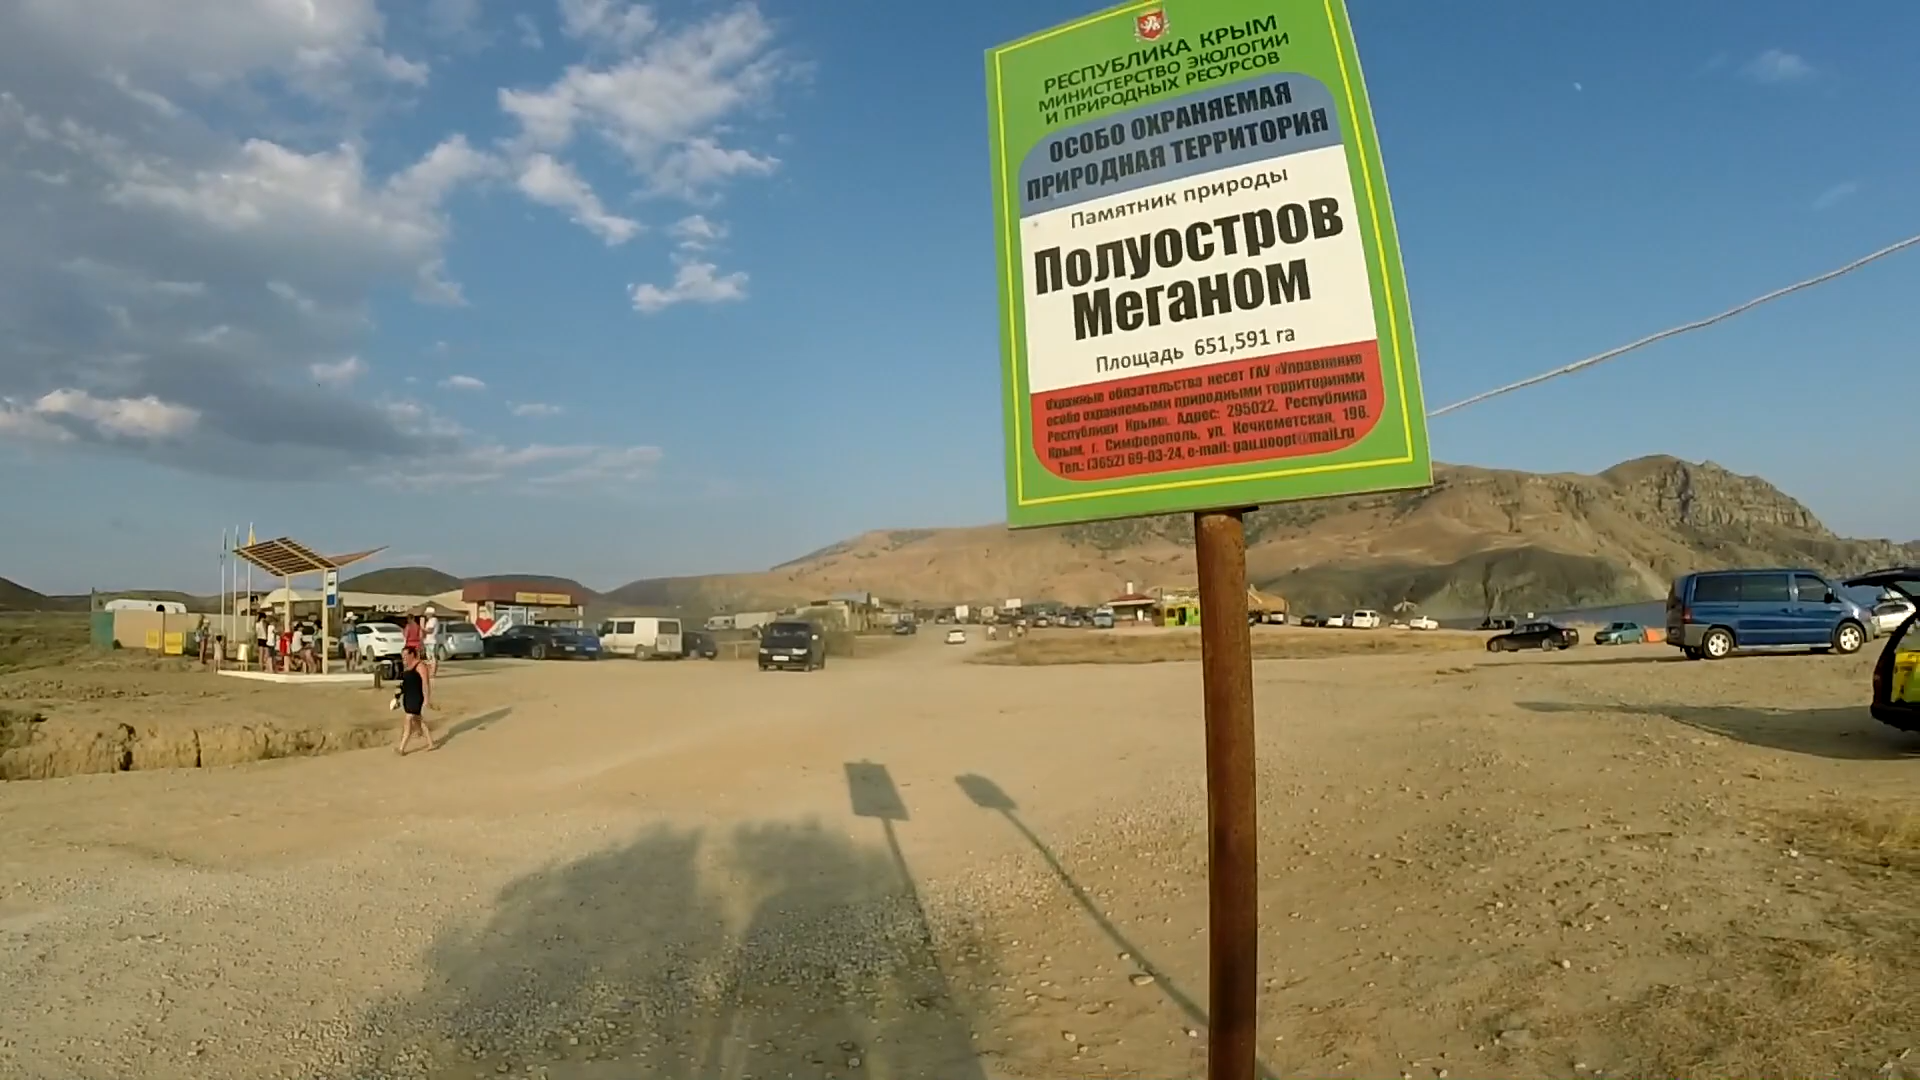 РЕСПУБЛИКА КРЫМ
МИНИСТЕРСТВО ЭКОЛОГИИ
И ПРИРОДНЫХ РЕСУРСОВ
ОСОБО ОХРАНЯЕМАЯ
ПРИРОДНАЯ ТЕРРИТОРИЯ
Памятник природы
Полуостров
Меганом
Площадь 651,591 га
Охранные обязательства несет ГАУ «Управление
особо охраняемыми природными территориями
Республики Крым». Адрес: 295022, Республика
Крым, г. Симферополь, ул. Кечкеметская, 198.
Тел.: (3652) 69-03-24, e-mail: gau.uoopt@mail.ru